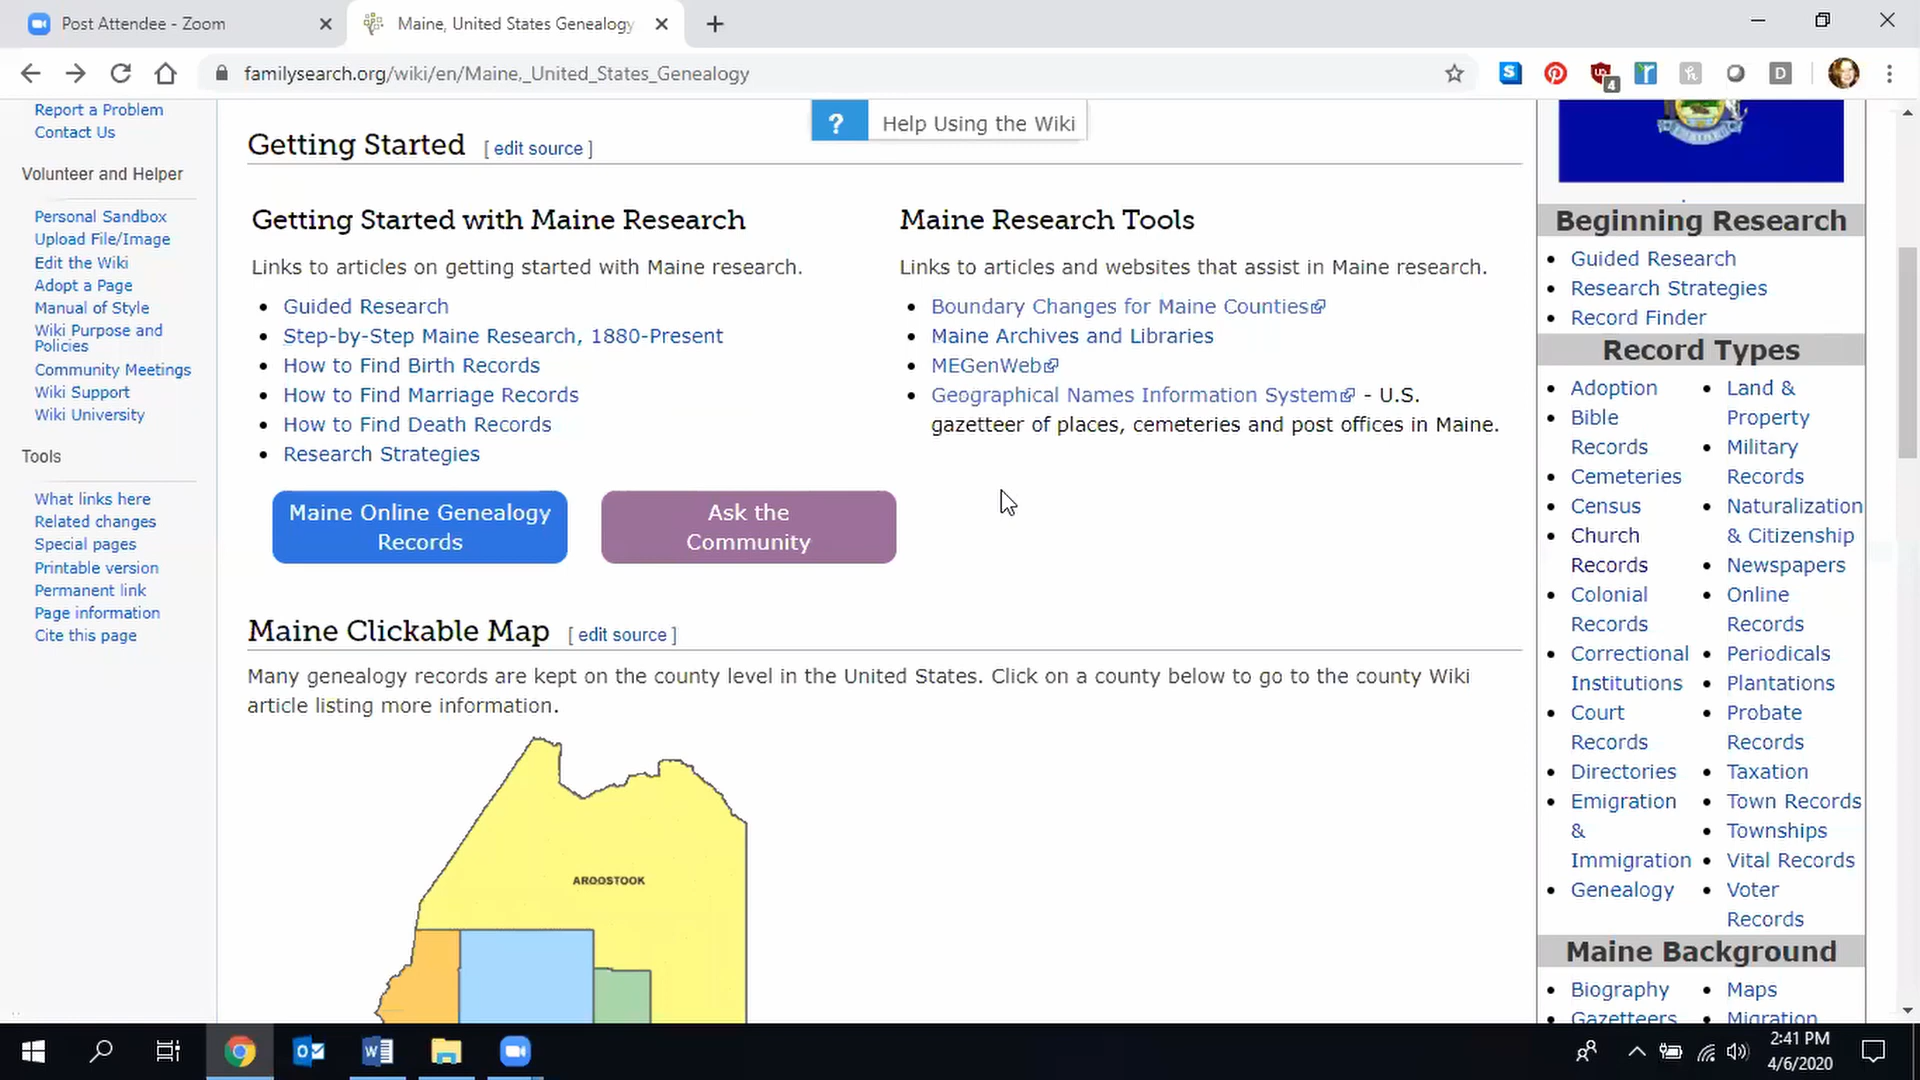 Post Attendee - Zoom
Maine, United States Genealogy
familysearch.org/wiki/en/Maine,_United_States_Genealogy
4
D
Report a Problem
Contact Us
Volunteer and Helper
Personal Sandbox
Upload File/Image
Edit the Wiki
Adopt a Page
Manual of Style
Wiki Purpose and
Policies
Community Meetings
Wiki Support
Wiki University
Tools
What links here
Related changes
Special pages
Printable version
Permanent link
Page information
Cite this page
? Help Using the Wiki
Getting Started [ edit source ]
Getting Started with Maine Research
Links to articles on getting started with Maine research.
Guided Research
Step-by-Step Maine Research, 1880-Present
How to Find Birth Records
How to Find Marriage Records
How to Find Death Records
Research Strategies
Maine Research Tools
Links to articles and websites that assist in Maine research.
Boundary Changes for Maine Counties
Maine Archives and Libraries
MEGenWeb
Geographical Names Information System - U.S.
gazetteer of places, cemeteries and post offices in Maine.
Maine Online Genealogy
Records
Ask the
Community
Maine Clickable Map [ edit source ]
Many genealogy records are kept on the county level in the United States. Click on a county below to go to the county Wiki
article listing more information.
AROOSTOOK
Beginning Research
Guided Research
Research Strategies
Record Finder
Record Types
Adoption
Bible
Records
Cemeteries
Census
Church
Records
Colonial
Records
Correctional
Institutions
Court
Records
Directories
Emigration
&
Immigration
Genealogy
Land &
Property
Military
Records
Naturalization
& Citizenship
Newspapers
Online
Records
Periodicals
Plantations
Probate
Records
Taxation
Town Records
Townships
Vital Records
Voter
Records
Maine Background
Biography
Gazetteers
Maps
Migration
2:41 PM
4/6/2020